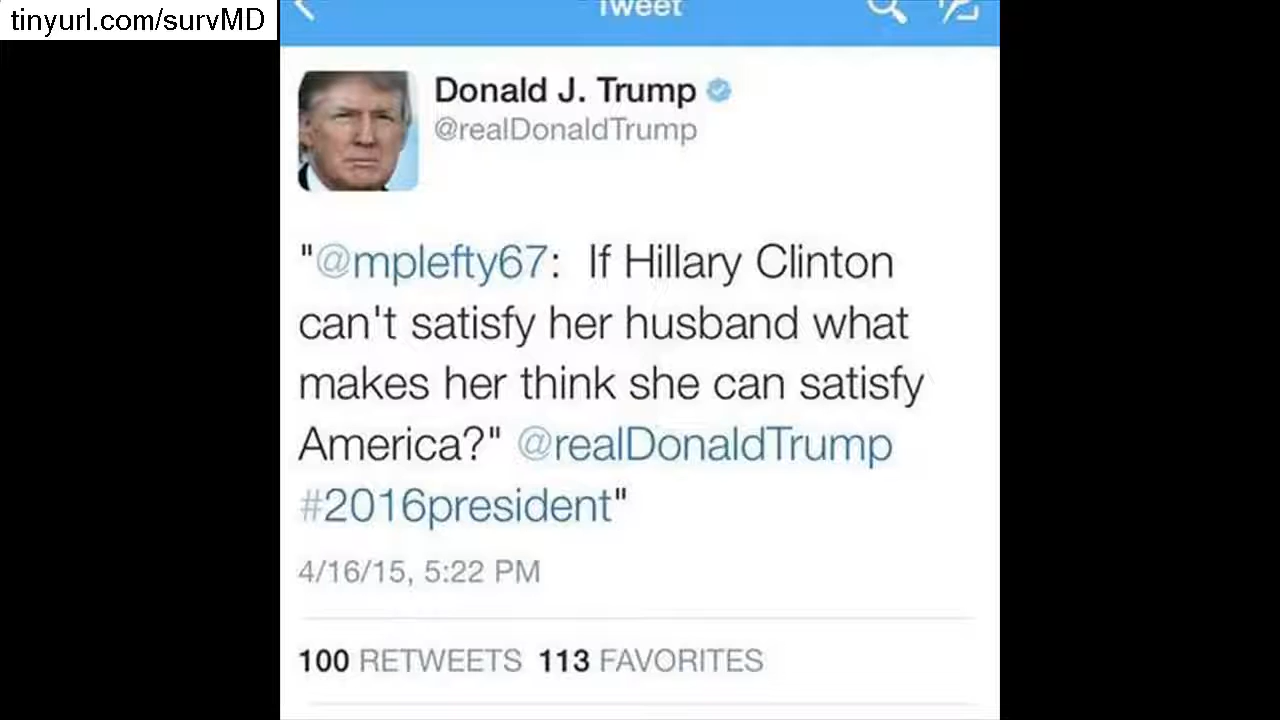 tinyurl.com/survMD
Tweet
Donald J. Trump
@realDonaldTrump
"@mplefty67: If Hillary Clinton
can't satisfy her husband what
makes her think she can satisfy
America?" @realDonaldTrump
#2016president"
4/16/15, 5:22 PM
100 RETWEETS 113 FAVORITES